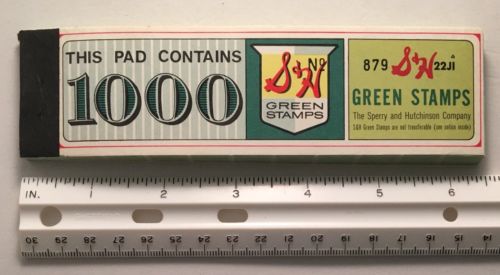 THIS PAD CONTAINS
1000
S&H
No
GREEN
STAMPS
879 S&H 22JI
GREEN STAMPS
The Sperry and Hutchinson Company
S&H Green Stamps are not transferable (see notice inside)
IN. 1 2 3 4 5 6
30 29 28 27 26 25 24 23 22 21 20 19 18 17 16 15 14